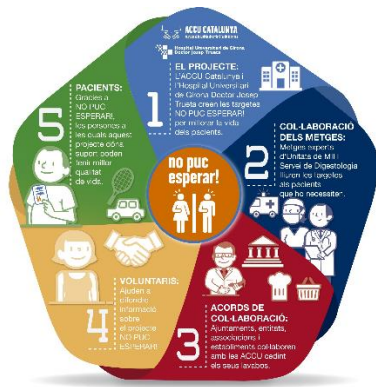 ACCU CATALUNYA
Hospital Universitari de Girona
Doctor Josep Trueta
1
EL PROJECTE:
L'ACCU Catalunya i
l'Hospital Universitari
de Girona Doctor Josep
Trueta creen les targetes
NO PUC ESPERAR!
per millorar la vida
dels pacients.
2
COL·LABORACIÓ
DELS METGES:
Metges experts
d'Unitats de MII i
Servei de Digestologia
lliuren les targetes
als pacients
que ho necessiten.
3
ACORDS DE
COL·LABORACIÓ:
Ajuntaments, entitats,
associacions i
establiments col·laboren
amb les ACCU cedint
els seus lavabos.
4
VOLUNTARIS:
Ajuden a
difondre
informació
sobre
el projecte
NO PUC
ESPERAR!
5
PACIENTS:
Gràcies a
NO PUC
ESPERAR!,
les persones a
les quals aquest
projecte dóna
suport poden
tenir millor
qualitat
de vida.
no puc
esperar!